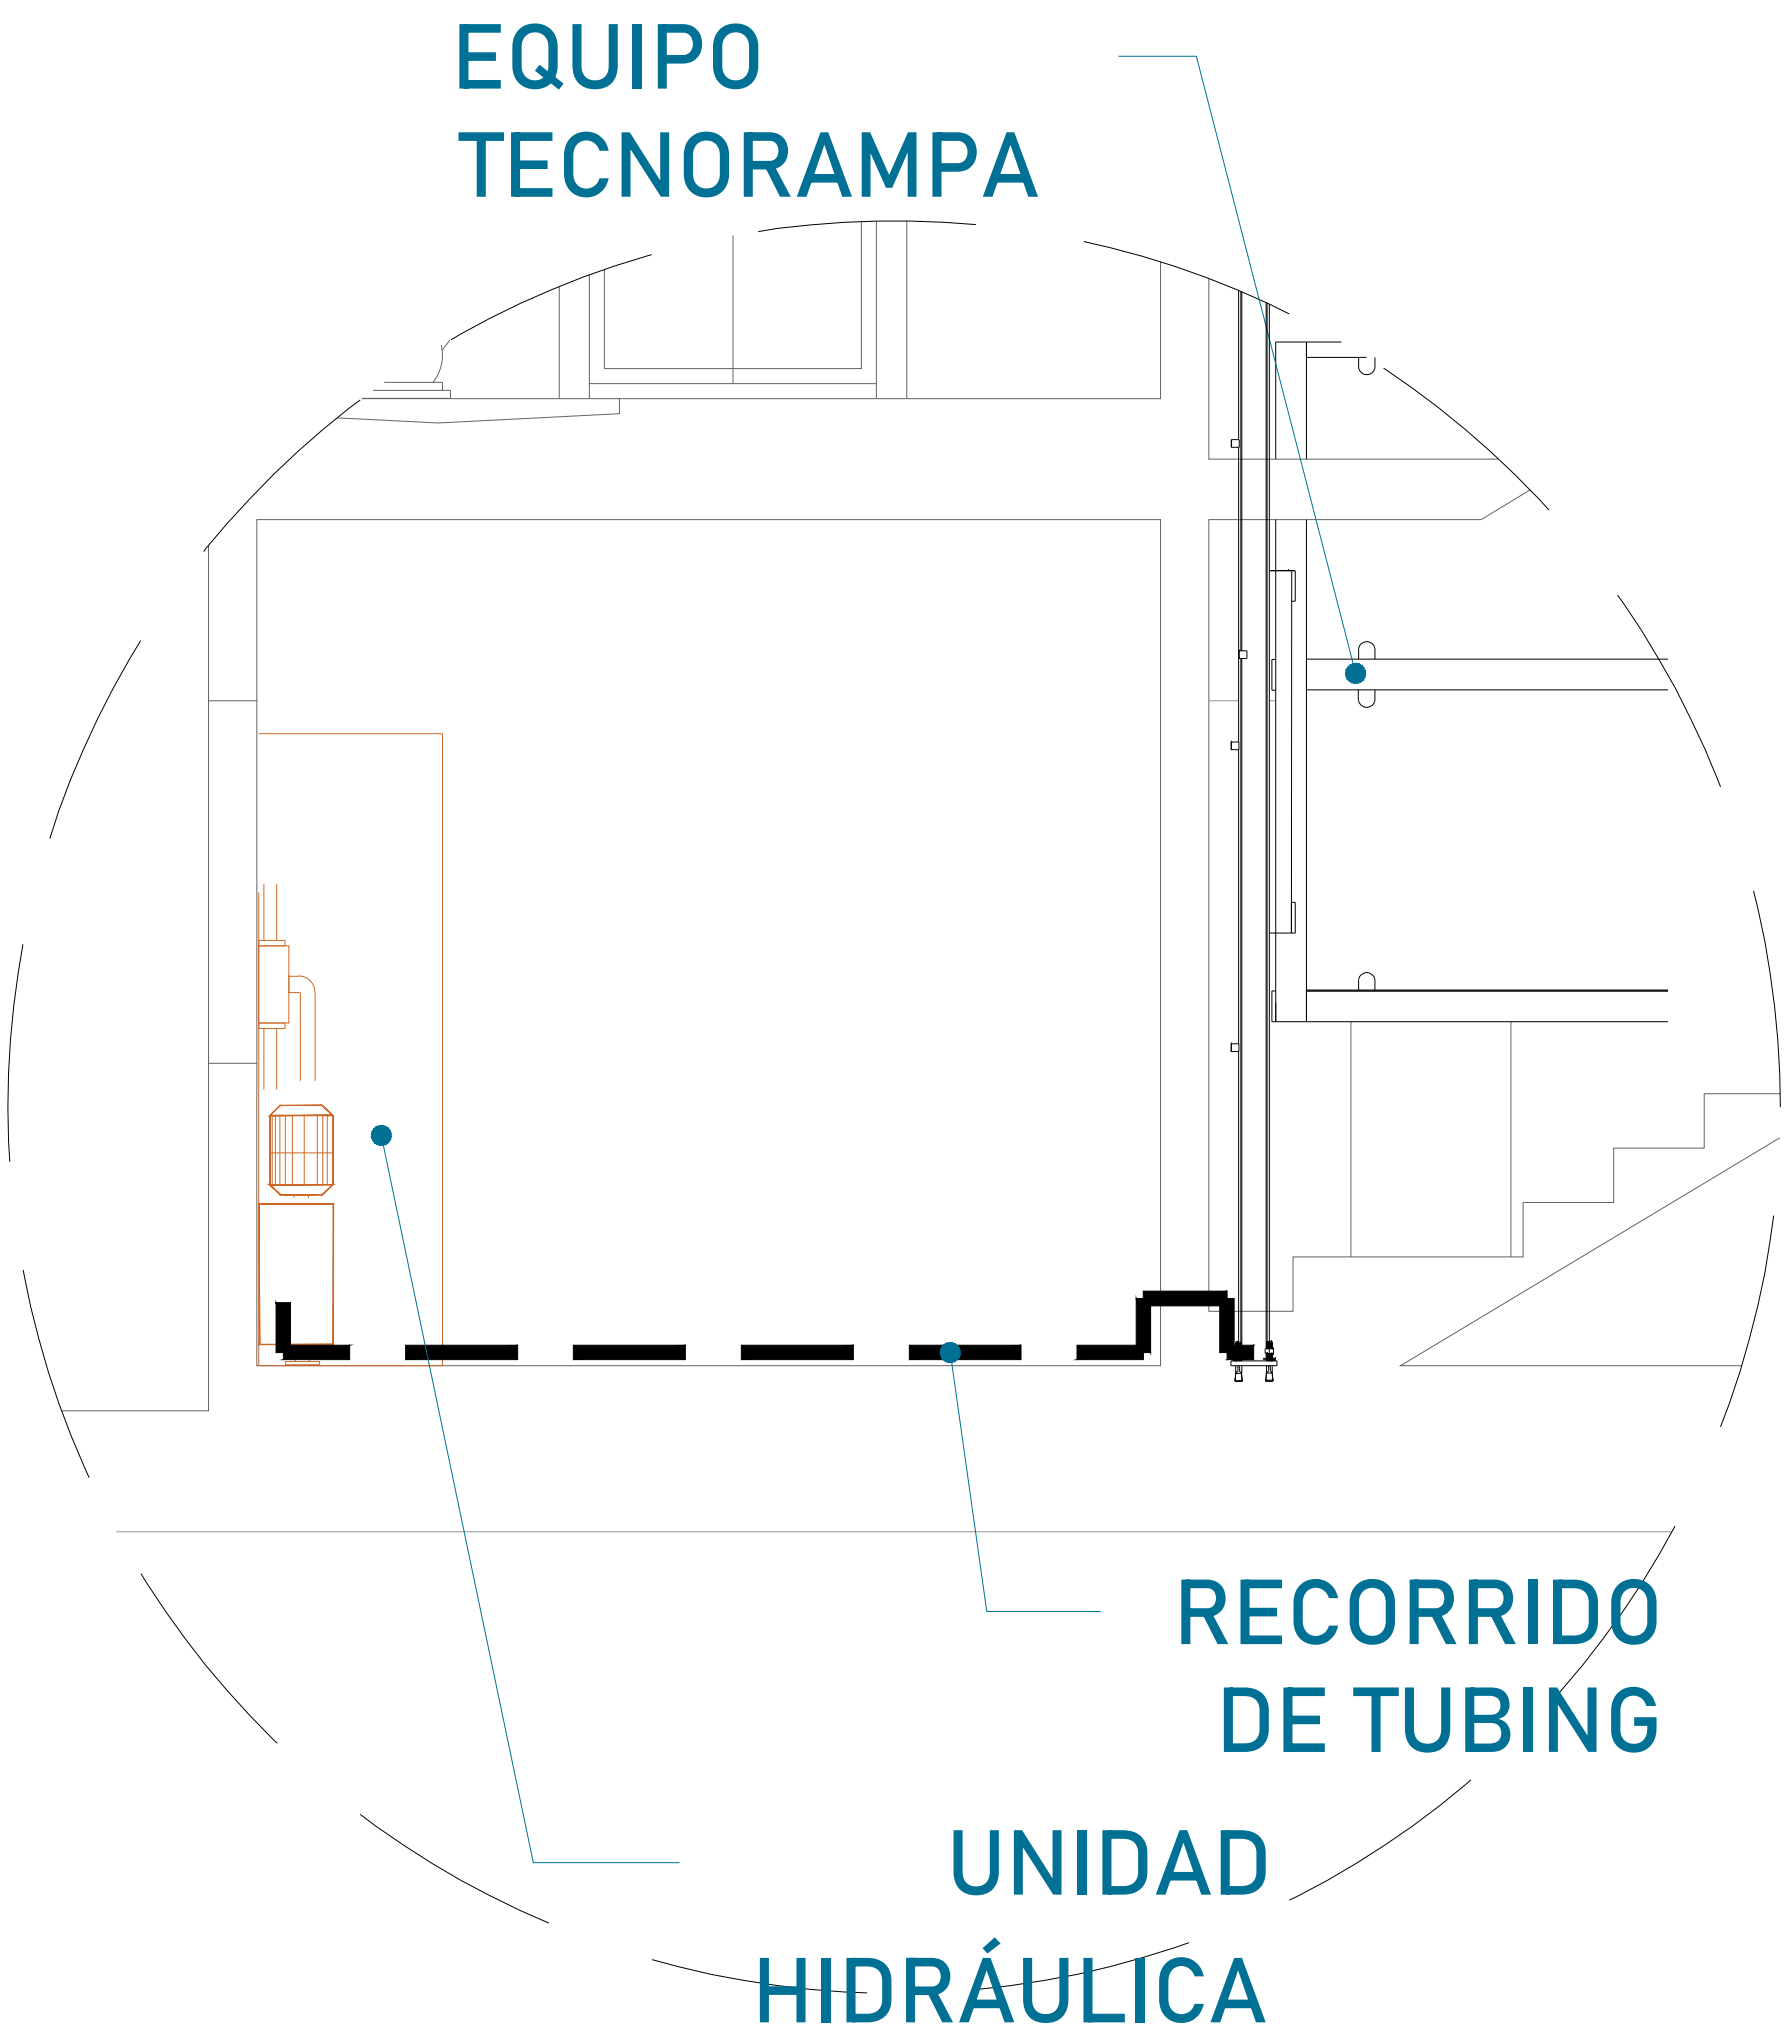 EQUIPO
TECNORAMPA
RECORRIDO
DE TUBING
UNIDAD
HIDRÁULICA